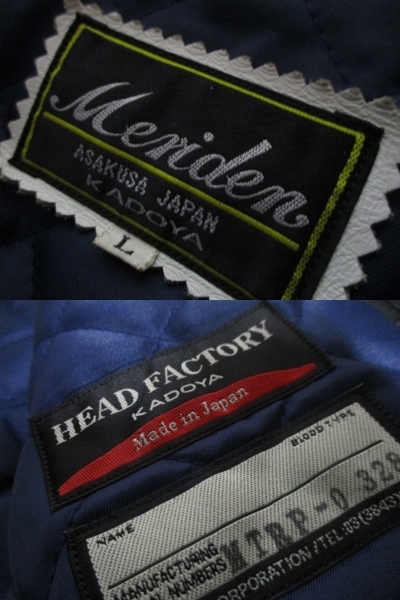 Meriden
ASAKUSA JAPAN
KADOYA
L
HEAD FACTORY
KADOYA
Made in Japan
BLOOD TYPE
NAME
MANUFACTURING
NUMBERS
MTRP-0.328
CORPORATION/TEL:03(3843)